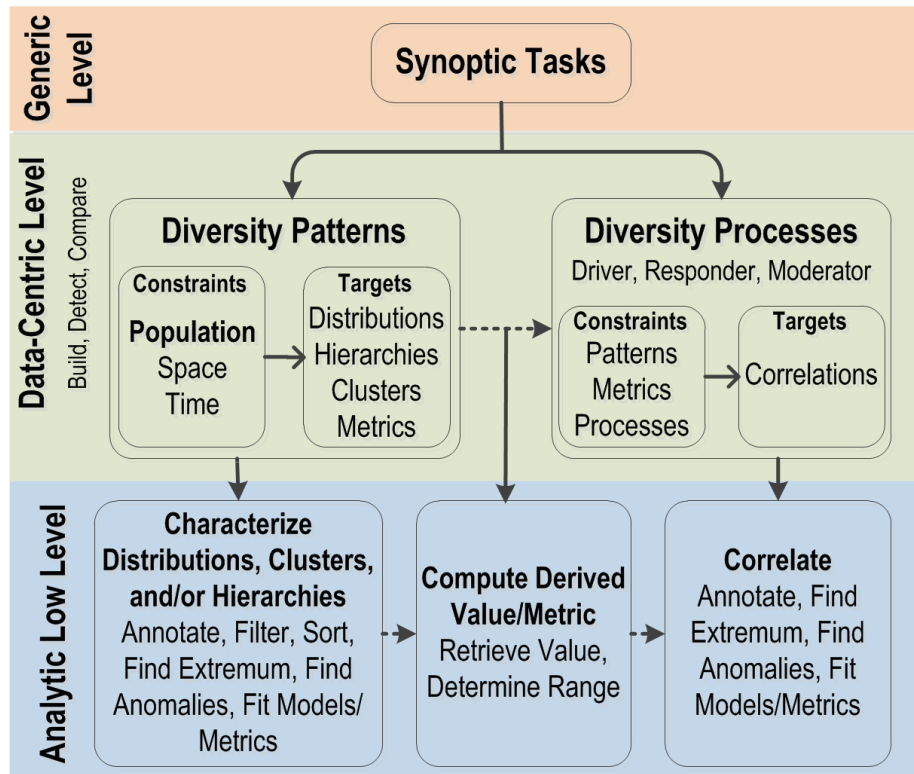 Generic
Level
Synoptic Tasks
Data-Centric Level
Build, Detect, Compare
Diversity Patterns
Constraints
Population
Space
Time
Targets
Distributions
Hierarchies
Clusters
Metrics
Diversity Processes
Driver, Responder, Moderator
Constraints
Patterns
Metrics
Processes
Targets
Correlations
Analytic Low Level
Characterize
Distributions, Clusters,
and/or Hierarchies
Annotate, Filter, Sort,
Find Extremum, Find
Anomalies, Fit Models/
Metrics
Compute Derived
Value/Metric
Retrieve Value,
Determine Range
Correlate
Annotate, Find
Extremum, Find
Anomalies, Fit
Models/Metrics